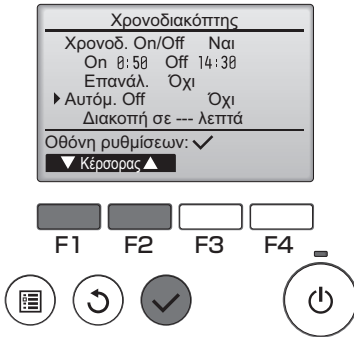 Χρονοδιακόπτης
Χρονοδ. On/Off Ναι
On 8:50 Off 14:30
Επανάλ. Όχι
Αυτόμ. Off Όχι
Διακοπή σε --- λεπτά
Οθόνη ρυθμίσεων: ✓
▼ Κέρσορας ▲
F1 F2 F3 F4